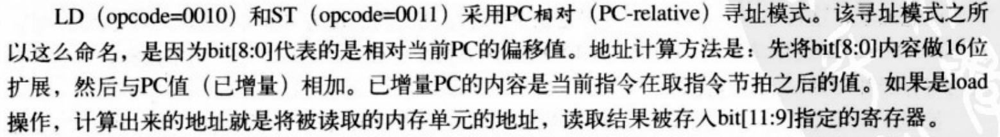 LD（opcode=0010）和ST（opcode=0011）采用PC相对（PC-relative）寻址模式。该寻址模式之所
以这么命名，是因为bit[8:0]代表的是相对当前PC的偏移值。地址计算方法是：先将bit[8:0]内容做16位
扩展，然后与PC值（已增量）相加。已增量PC的内容是当前指令在取指令节拍之后的值。如果是load
操作，计算出来的地址就是将被读取的内存单元的地址，读取结果被存入bit[11:9]指定的寄存器。